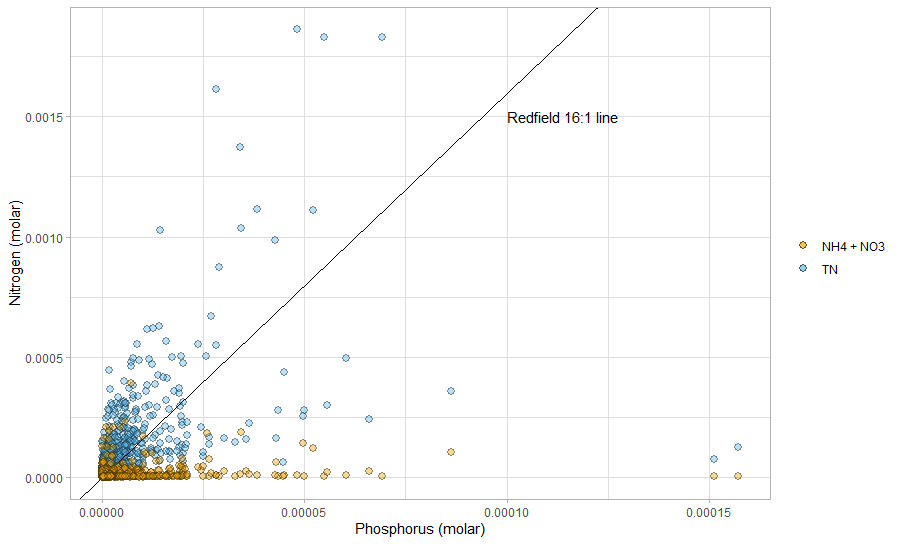 0.0015
Redfield 16:1 line
0.0010
0.0005
0.0000
Nitrogen (molar)
NH4 + NO3
TN
0.00000
0.00005
0.00010
0.00015
Phosphorus (molar)